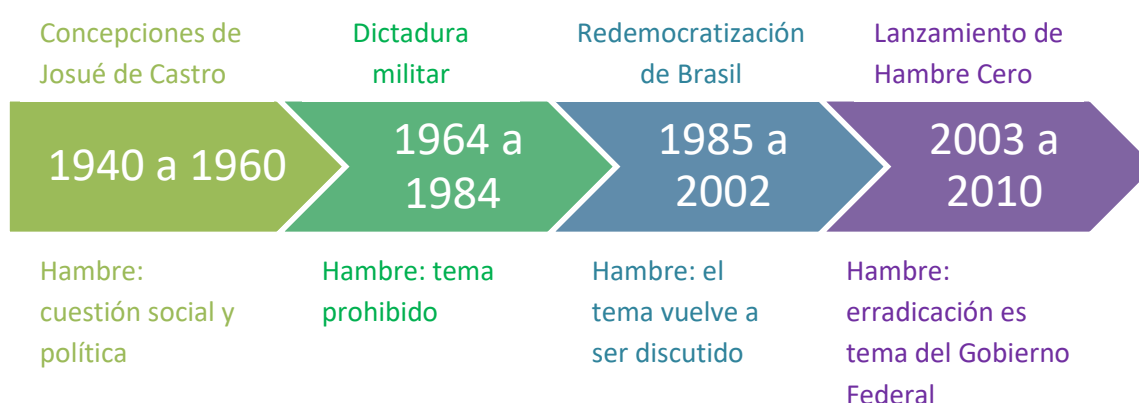 Concepciones de
Josué de Castro
Dictadura
militar
Redemocratización
de Brasil
Lanzamiento de
Hambre Cero
1940 a 1960
1964 a
1984
1985 a
2002
2003 a
2010
Hambre:
cuestión social y
política
Hambre: tema
prohibido
Hambre: el
tema vuelve a
ser discutido
Hambre:
erradicación es
tema del Gobierno
Federal